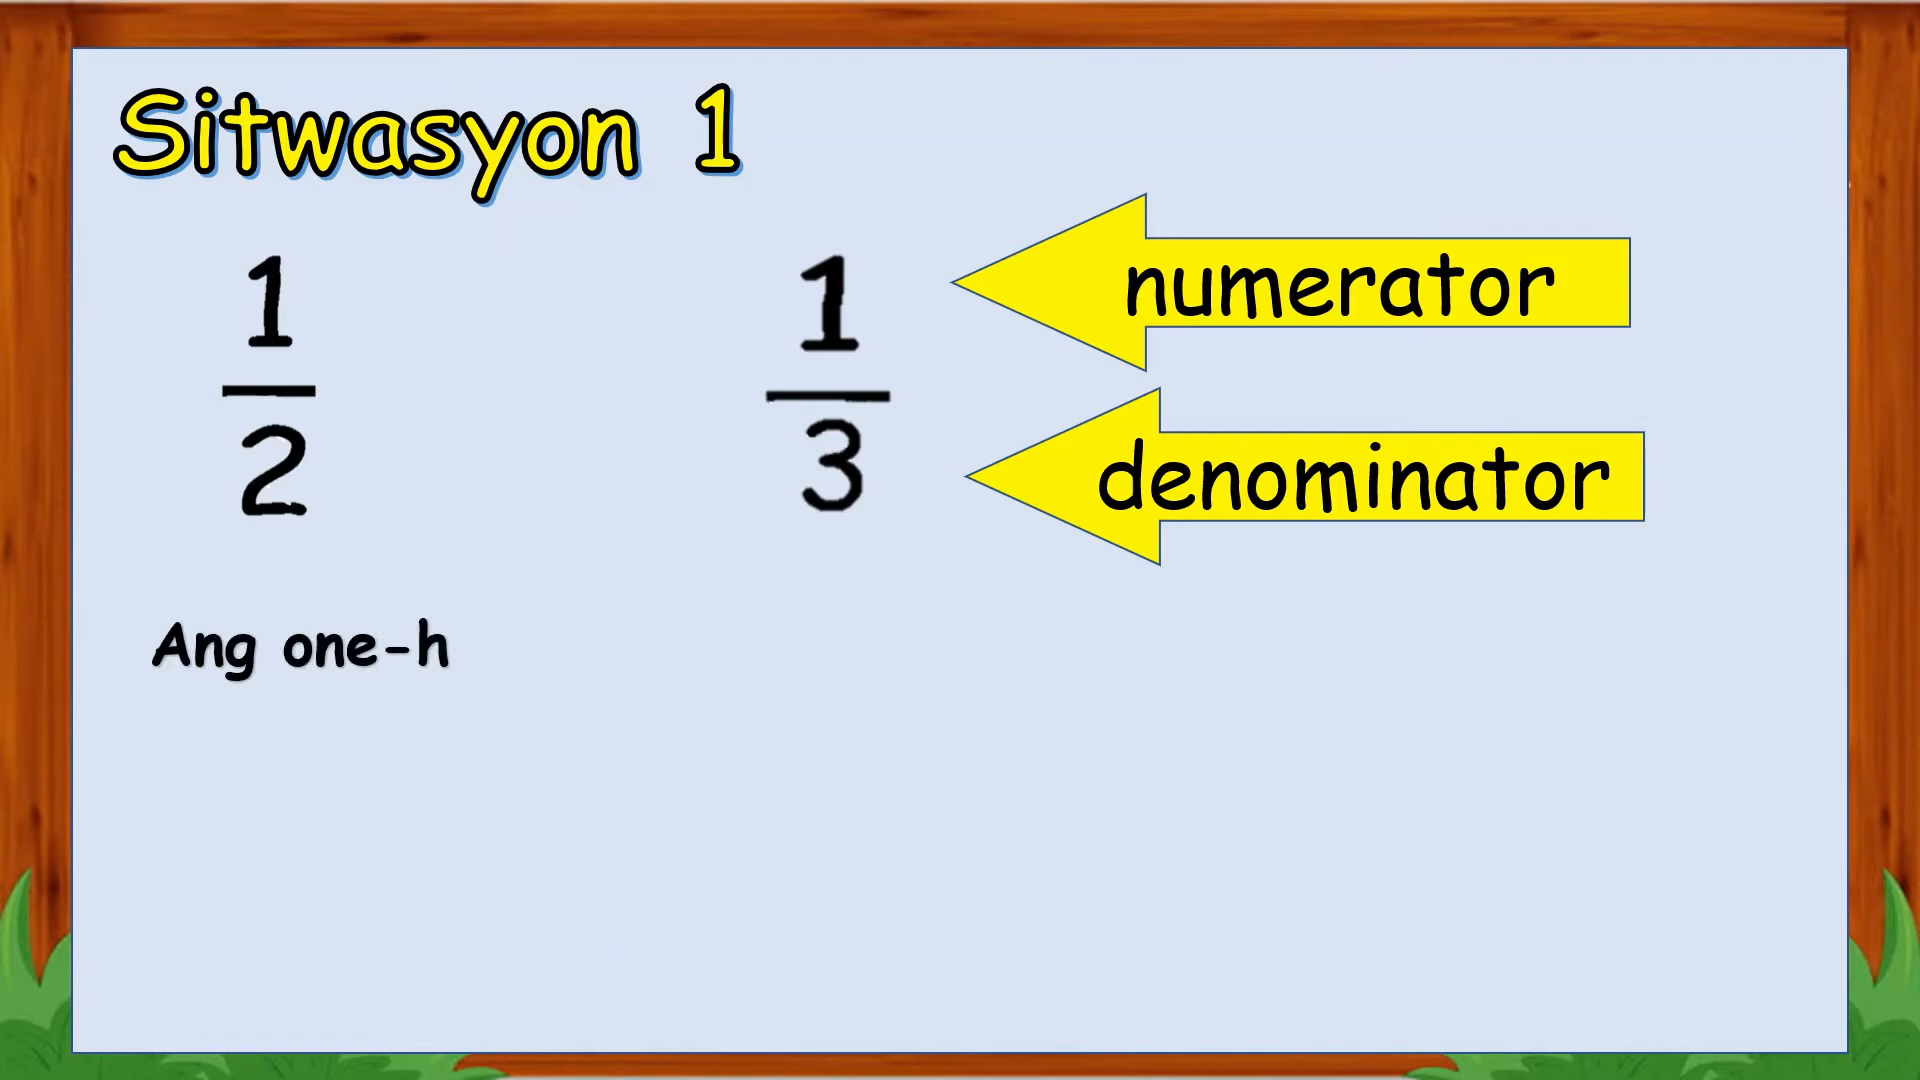 Sitwasyon 1
1
2
1
3
numerator
denominator
Ang one-h